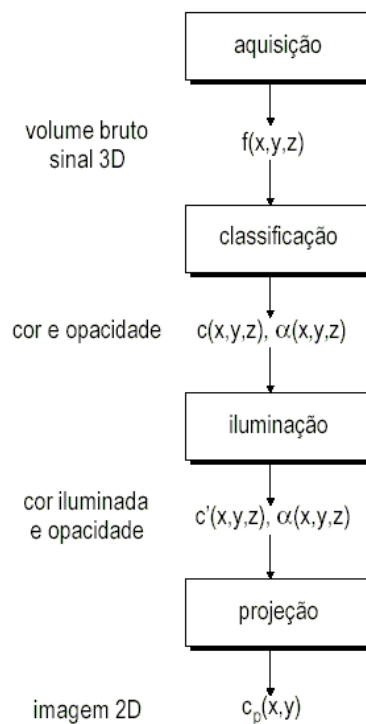 aquisição
volume bruto
sinal 3D
f(x,y,z)
classificação
cor e opacidade
c(x,y,z), α(x,y,z)
iluminação
cor iluminada
e opacidade
c'(x,y,z), α(x,y,z)
projeção
imagem 2D
cₚ(x,y)